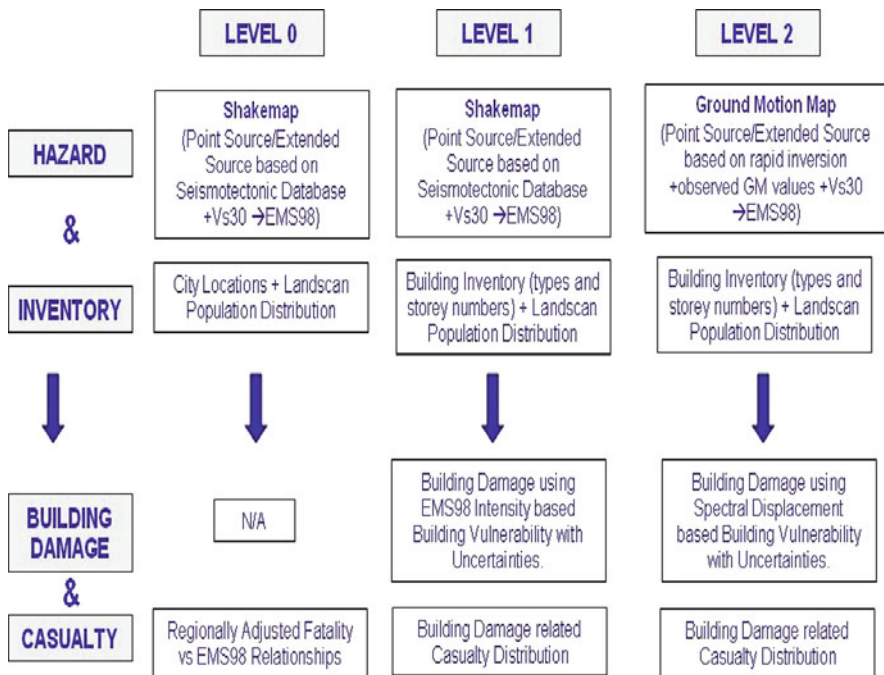 LEVEL 0
LEVEL 1
LEVEL 2
HAZARD
Shakemap
(Point Source/Extended
Source based on
Seismotectonic Database
+Vs30 →EMS98)
Shakemap
(Point Source/Extended
Source based on
Seismotectonic Database
+Vs30 →EMS98)
Ground Motion Map
(Point Source/Extended Source
based on rapid inversion
+observed GM values +Vs30
→EMS98)
&
INVENTORY
City Locations + Landscan
Population Distribution
Building Inventory (types and
storey numbers) + Landscan
Population Distribution
Building Inventory (types and
storey numbers) + Landscan
Population Distribution
BUILDING
DAMAGE
N/A
Building Damage using
EMS98 Intensity based
Building Vulnerability with
Uncertainties.
Building Damage using
Spectral Displacement
based Building Vulnerability
with Uncertainties.
&
CASUALTY
Regionally Adjusted Fatality
vs EMS98 Relationships
Building Damage related
Casualty Distribution
Building Damage related
Casualty Distribution